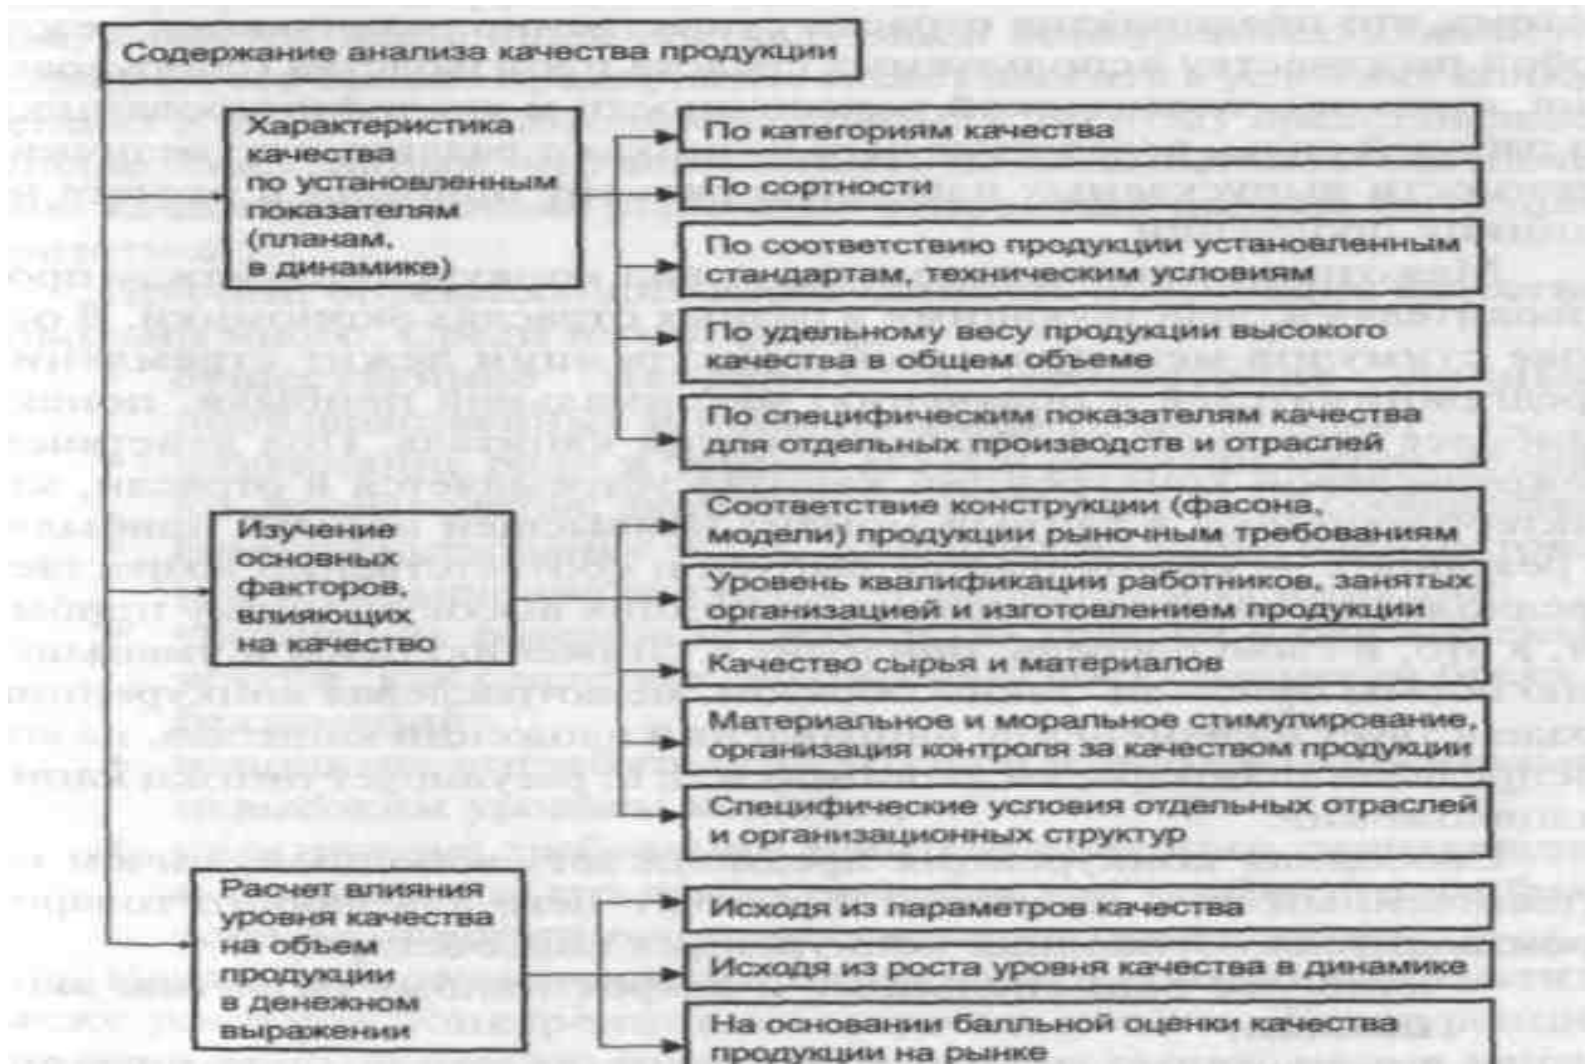 Содержание анализа качества продукции
Характеристика
качества
по установленным
показателям
(планам,
в динамике)
По категориям качества
По сортности
По соответствию продукции установленным
стандартам, техническим условиям
По удельному весу продукции высокого
качества в общем объеме
По специфическим показателям качества
для отдельных производств и отраслей
Изучение
основных
факторов,
влияющих
на качество
Соответствие конструкции (фасона,
модели) продукции рыночным требованиям
Уровень квалификации работников, занятых
организацией и изготовлением продукции
Качество сырья и материалов
Материальное и моральное стимулирование,
организация контроля за качеством продукции
Специфические условия отдельных отраслей
и организационных структур
Расчет влияния
уровня качества
на объем
продукции
в денежном
выражении
Исходя из параметров качества
Исходя из роста уровня качества в динамике
На основании балльной оценки качества
продукции на рынке